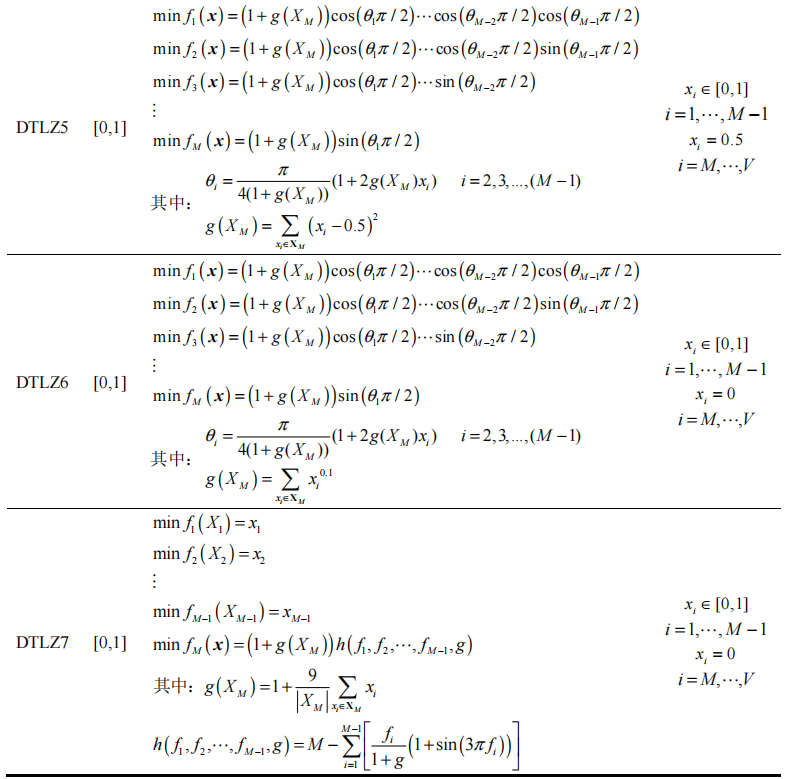 min f₁(x)=(1+g(X_M))cos(θ₁π/2)⋯cos(θ_{M−2}π/2)cos(θ_{M−1}π/2)
min f₂(x)=(1+g(X_M))cos(θ₁π/2)⋯cos(θ_{M−2}π/2)sin(θ_{M−1}π/2)
min f₃(x)=(1+g(X_M))cos(θ₁π/2)⋯sin(θ_{M−2}π/2)
⋮
DTLZ5 [0,1] min f_M(x)=(1+g(X_M))sin(θ₁π/2)
其中: θ_i = π/(4(1+g(X_M))) (1+2g(X_M)x_i) i=2,3,...,(M−1)
g(X_M)=∑_{x_i∈X_M}(x_i−0.5)²
x_i∈[0,1]
i=1,⋯,M−1
x_i=0.5
i=M,⋯,V
min f₁(x)=(1+g(X_M))cos(θ₁π/2)⋯cos(θ_{M−2}π/2)cos(θ_{M−1}π/2)
min f₂(x)=(1+g(X_M))cos(θ₁π/2)⋯cos(θ_{M−2}π/2)sin(θ_{M−1}π/2)
min f₃(x)=(1+g(X_M))cos(θ₁π/2)⋯sin(θ_{M−2}π/2)
⋮
DTLZ6 [0,1] min f_M(x)=(1+g(X_M))sin(θ₁π/2)
其中: θ_i = π/(4(1+g(X_M))) (1+2g(X_M)x_i) i=2,3,...,(M−1)
g(X_M)=∑_{x_i∈X_M} x_i^{0.1}
x_i∈[0,1]
i=1,⋯,M−1
x_i=0
i=M,⋯,V
min f₁(X₁)=x₁
min f₂(X₂)=x₂
⋮
min f_{M−1}(X_{M−1})=x_{M−1}
DTLZ7 [0,1] min f_M(x)=(1+g(X_M))h(f₁,f₂,⋯,f_{M−1},g)
其中: g(X_M)=1+9/|X_M| ∑_{x_i∈X_M} x_i
h(f₁,f₂,⋯,f_{M−1},g)=M−∑_{i=1}^{M−1}[f_i/(1+g) (1+sin(3πf_i))]
x_i∈[0,1]
i=1,⋯,M−1
x_i=0
i=M,⋯,V